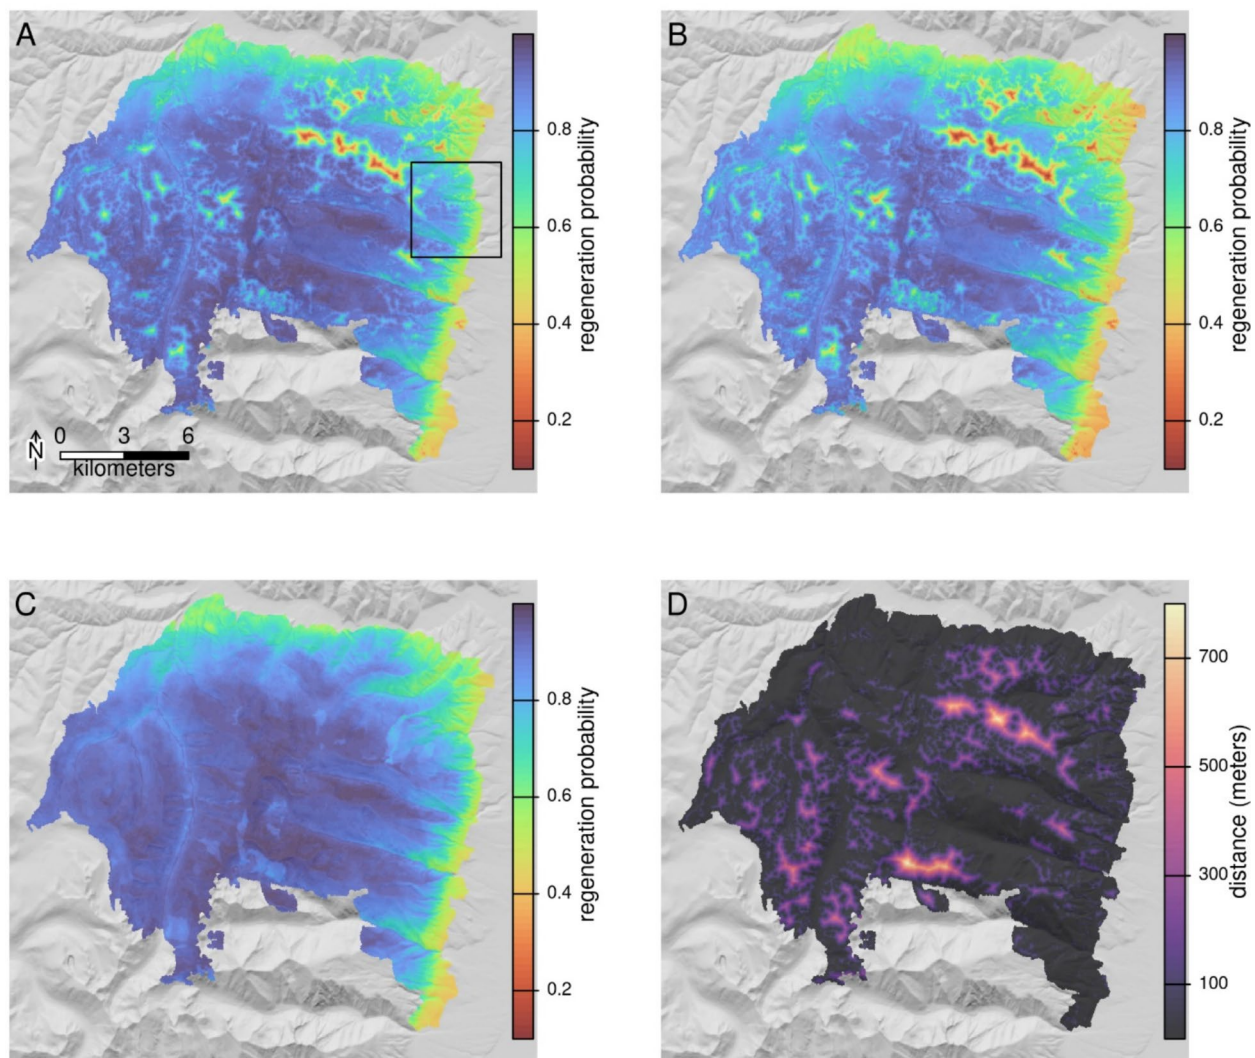 A
0.8
0.6
0.4
0.2
regeneration probability
N
0 3 6
kilometers
B
0.8
0.6
0.4
0.2
regeneration probability
C
0.8
0.6
0.4
0.2
regeneration probability
D
700
500
300
100
distance (meters)